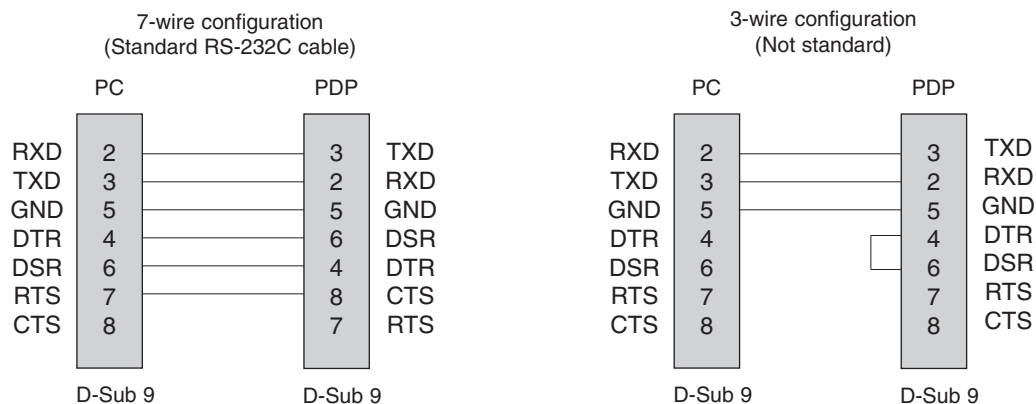 7-wire configuration
(Standard RS-232C cable)
PC PDP
RXD 2 3 TXD
TXD 3 2 RXD
GND 5 5 GND
DTR 4 6 DSR
DSR 6 4 DTR
RTS 7 8 CTS
CTS 8 7 RTS
D-Sub 9 D-Sub 9
3-wire configuration
(Not standard)
PC PDP
RXD 2 3 TXD
TXD 3 2 RXD
GND 5 5 GND
DTR 4 4 DTR
DSR 6 6 DSR
RTS 7 7 RTS
CTS 8 8 CTS
D-Sub 9 D-Sub 9